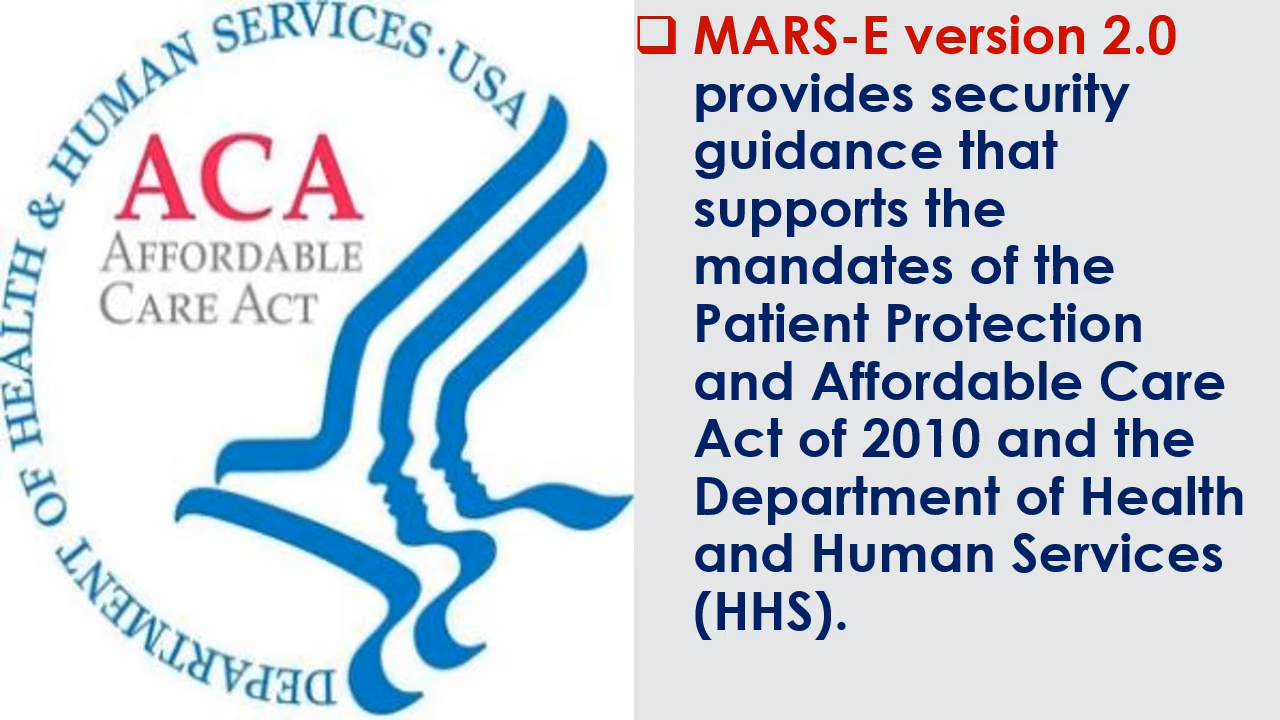 DEPARTMENT OF HEALTH & HUMAN SERVICES · USA
ACA
AFFORDABLE
CARE ACT
❑ MARS-E version 2.0
provides security
guidance that
supports the
mandates of the
Patient Protection
and Affordable Care
Act of 2010 and the
Department of Health
and Human Services
(HHS).